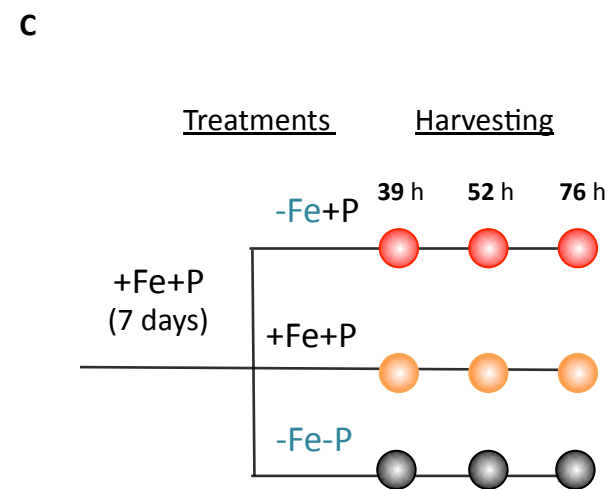 C
Treatments Harvesting
39 h 52 h 76 h
-Fe+P
+Fe+P
(7 days)
+Fe+P
-Fe-P